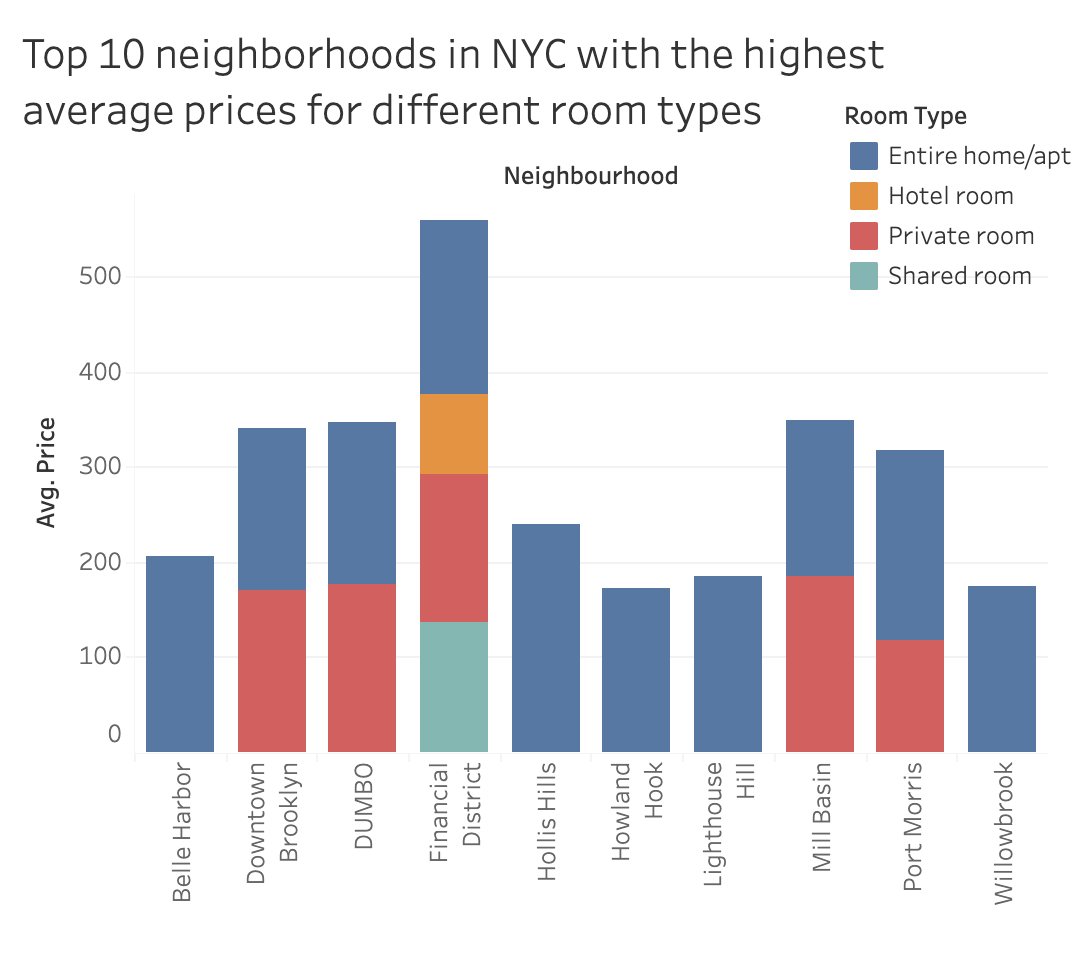 Top 10 neighborhoods in NYC with the highest
average prices for different room types
Room Type
Entire home/apt
Hotel room
Private room
Shared room
Neighbourhood
Avg. Price
500
400
300
200
100
0
Belle Harbor
Downtown
Brooklyn
DUMBO
Financial
District
Hollis Hills
Howland
Hook
Lighthouse
Hill
Mill Basin
Port Morris
Willowbrook